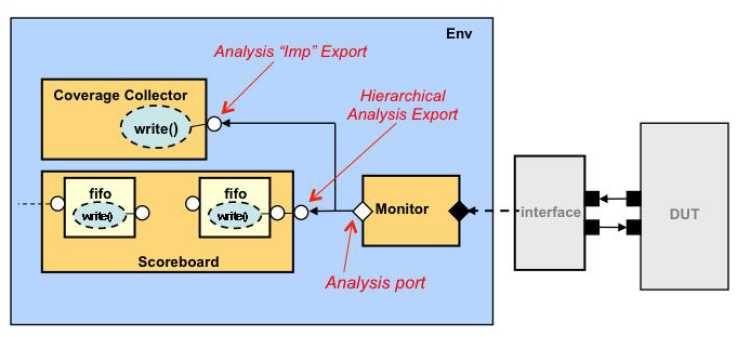 Env
Analysis “Imp” Export
Hierarchical
Analysis Export
Coverage Collector
write()
fifo
write()
fifo
write()
Scoreboard
Monitor
Analysis port
interface
DUT